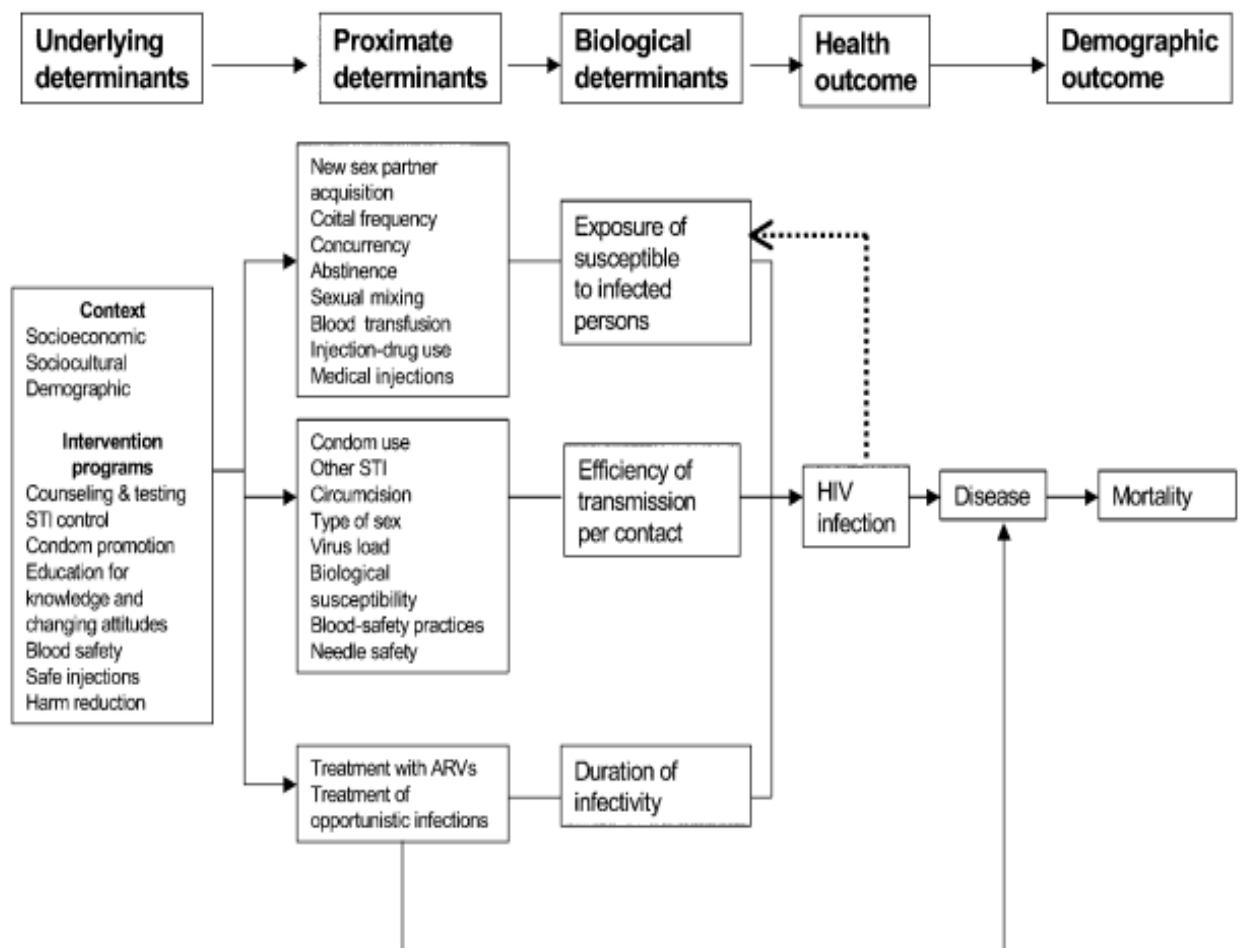 Underlying
determinants
Proximate
determinants
Biological
determinants
Health
outcome
Demographic
outcome
Context
Socioeconomic
Sociocultural
Demographic
Intervention
programs
Counseling & testing
STI control
Condom promotion
Education for
knowledge and
changing attitudes
Blood safety
Safe injections
Harm reduction
New sex partner
acquisition
Coital frequency
Concurrency
Abstinence
Sexual mixing
Blood transfusion
Injection-drug use
Medical injections
Condom use
Other STI
Circumcision
Type of sex
Virus load
Biological
susceptibility
Blood-safety practices
Needle safety
Treatment with ARVs
Treatment of
opportunistic infections
Exposure of
susceptible
to infected
persons
Efficiency of
transmission
per contact
Duration of
infectivity
HIV
infection
Disease
Mortality